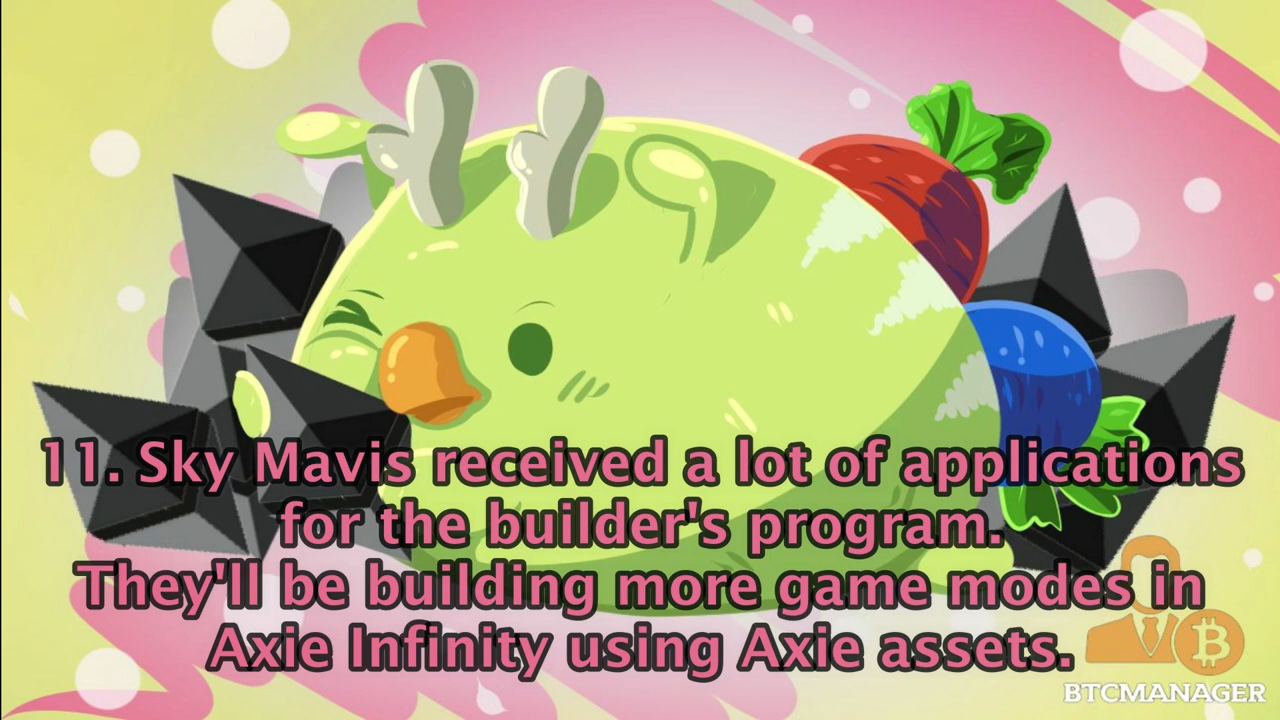 11. Sky Mavis received a lot of applications
for the builder's program.
They'll be building more game modes in
Axie Infinity using Axie assets.
BTCMANAGER